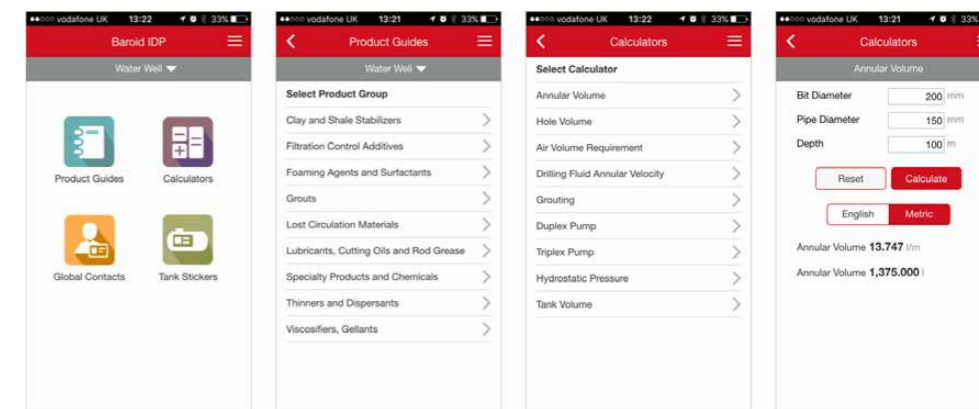 vodafone UK 13:22 33%
Baroid IDP
Water Well
Product Guides
Calculators
Global Contacts
Tank Stickers
vodafone UK 13:21 33%
Product Guides
Water Well
Select Product Group
Clay and Shale Stabilizers
Filtration Control Additives
Foaming Agents and Surfactants
Grouts
Lost Circulation Materials
Lubricants, Cutting Oils and Rod Grease
Specialty Products and Chemicals
Thinners and Dispersants
Viscosifiers, Gellants
vodafone UK 13:22 33%
Calculators
Select Calculator
Annular Volume
Hole Volume
Air Volume Requirement
Drilling Fluid Annular Velocity
Grouting
Duplex Pump
Triplex Pump
Hydrostatic Pressure
Tank Volume
vodafone UK 13:21 33%
Calculators
Annular Volume
Bit Diameter 200 mm
Pipe Diameter 150 mm
Depth 100 m
Reset Calculate
English Metric
Annular Volume 13.747 l/m
Annular Volume 1,375.000 l